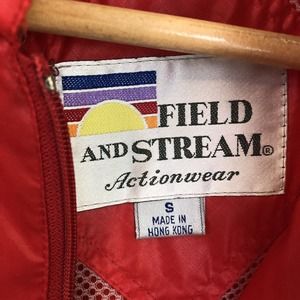 FIELD
AND STREAM®
Actionwear
S
MADE IN
HONG KONG